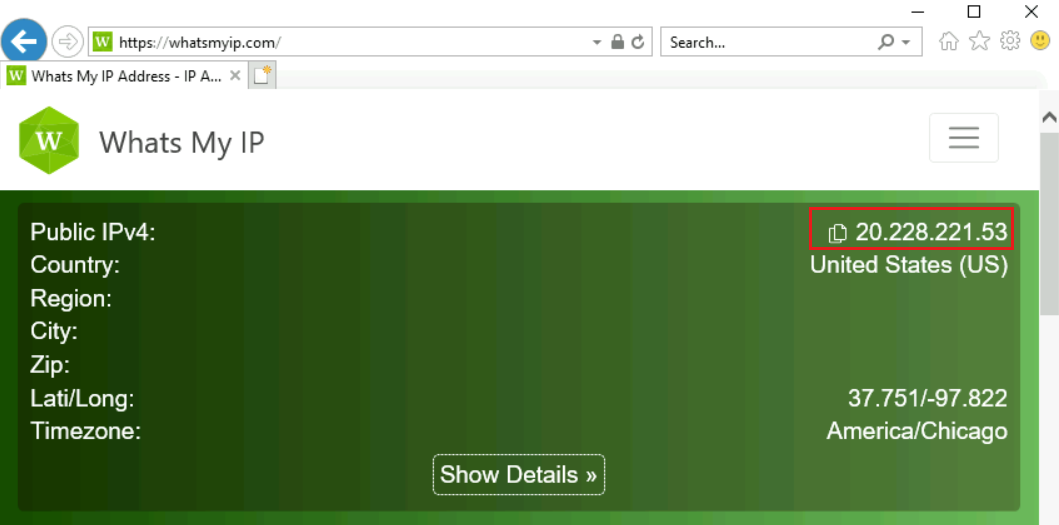 https://whatsmyip.com/
Search...
Whats My IP Address - IP A...
W
Whats My IP
Public IPv4: 20.228.221.53
Country: United States (US)
Region:
City:
Zip:
Lati/Long: 37.751/-97.822
Timezone: America/Chicago
Show Details »